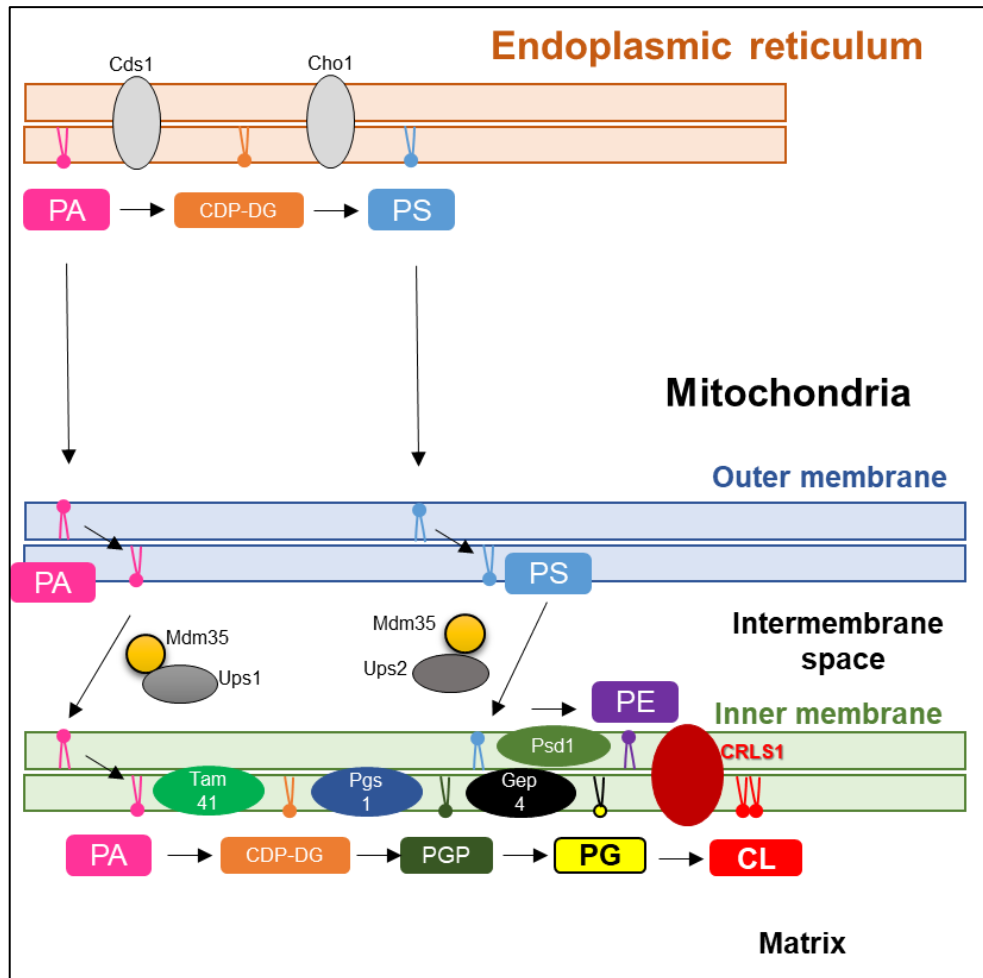 Endoplasmic reticulum
Cds1
Cho1
PA
CDP-DG
PS
Mitochondria
Outer membrane
PA
PS
Mdm35
Ups1
Mdm35
Ups2
Intermembrane
space
PE
Inner membrane
Psd1
CRLS1
Tam
41
Pgs
1
Gep
4
PA
CDP-DG
PGP
PG
CL
Matrix